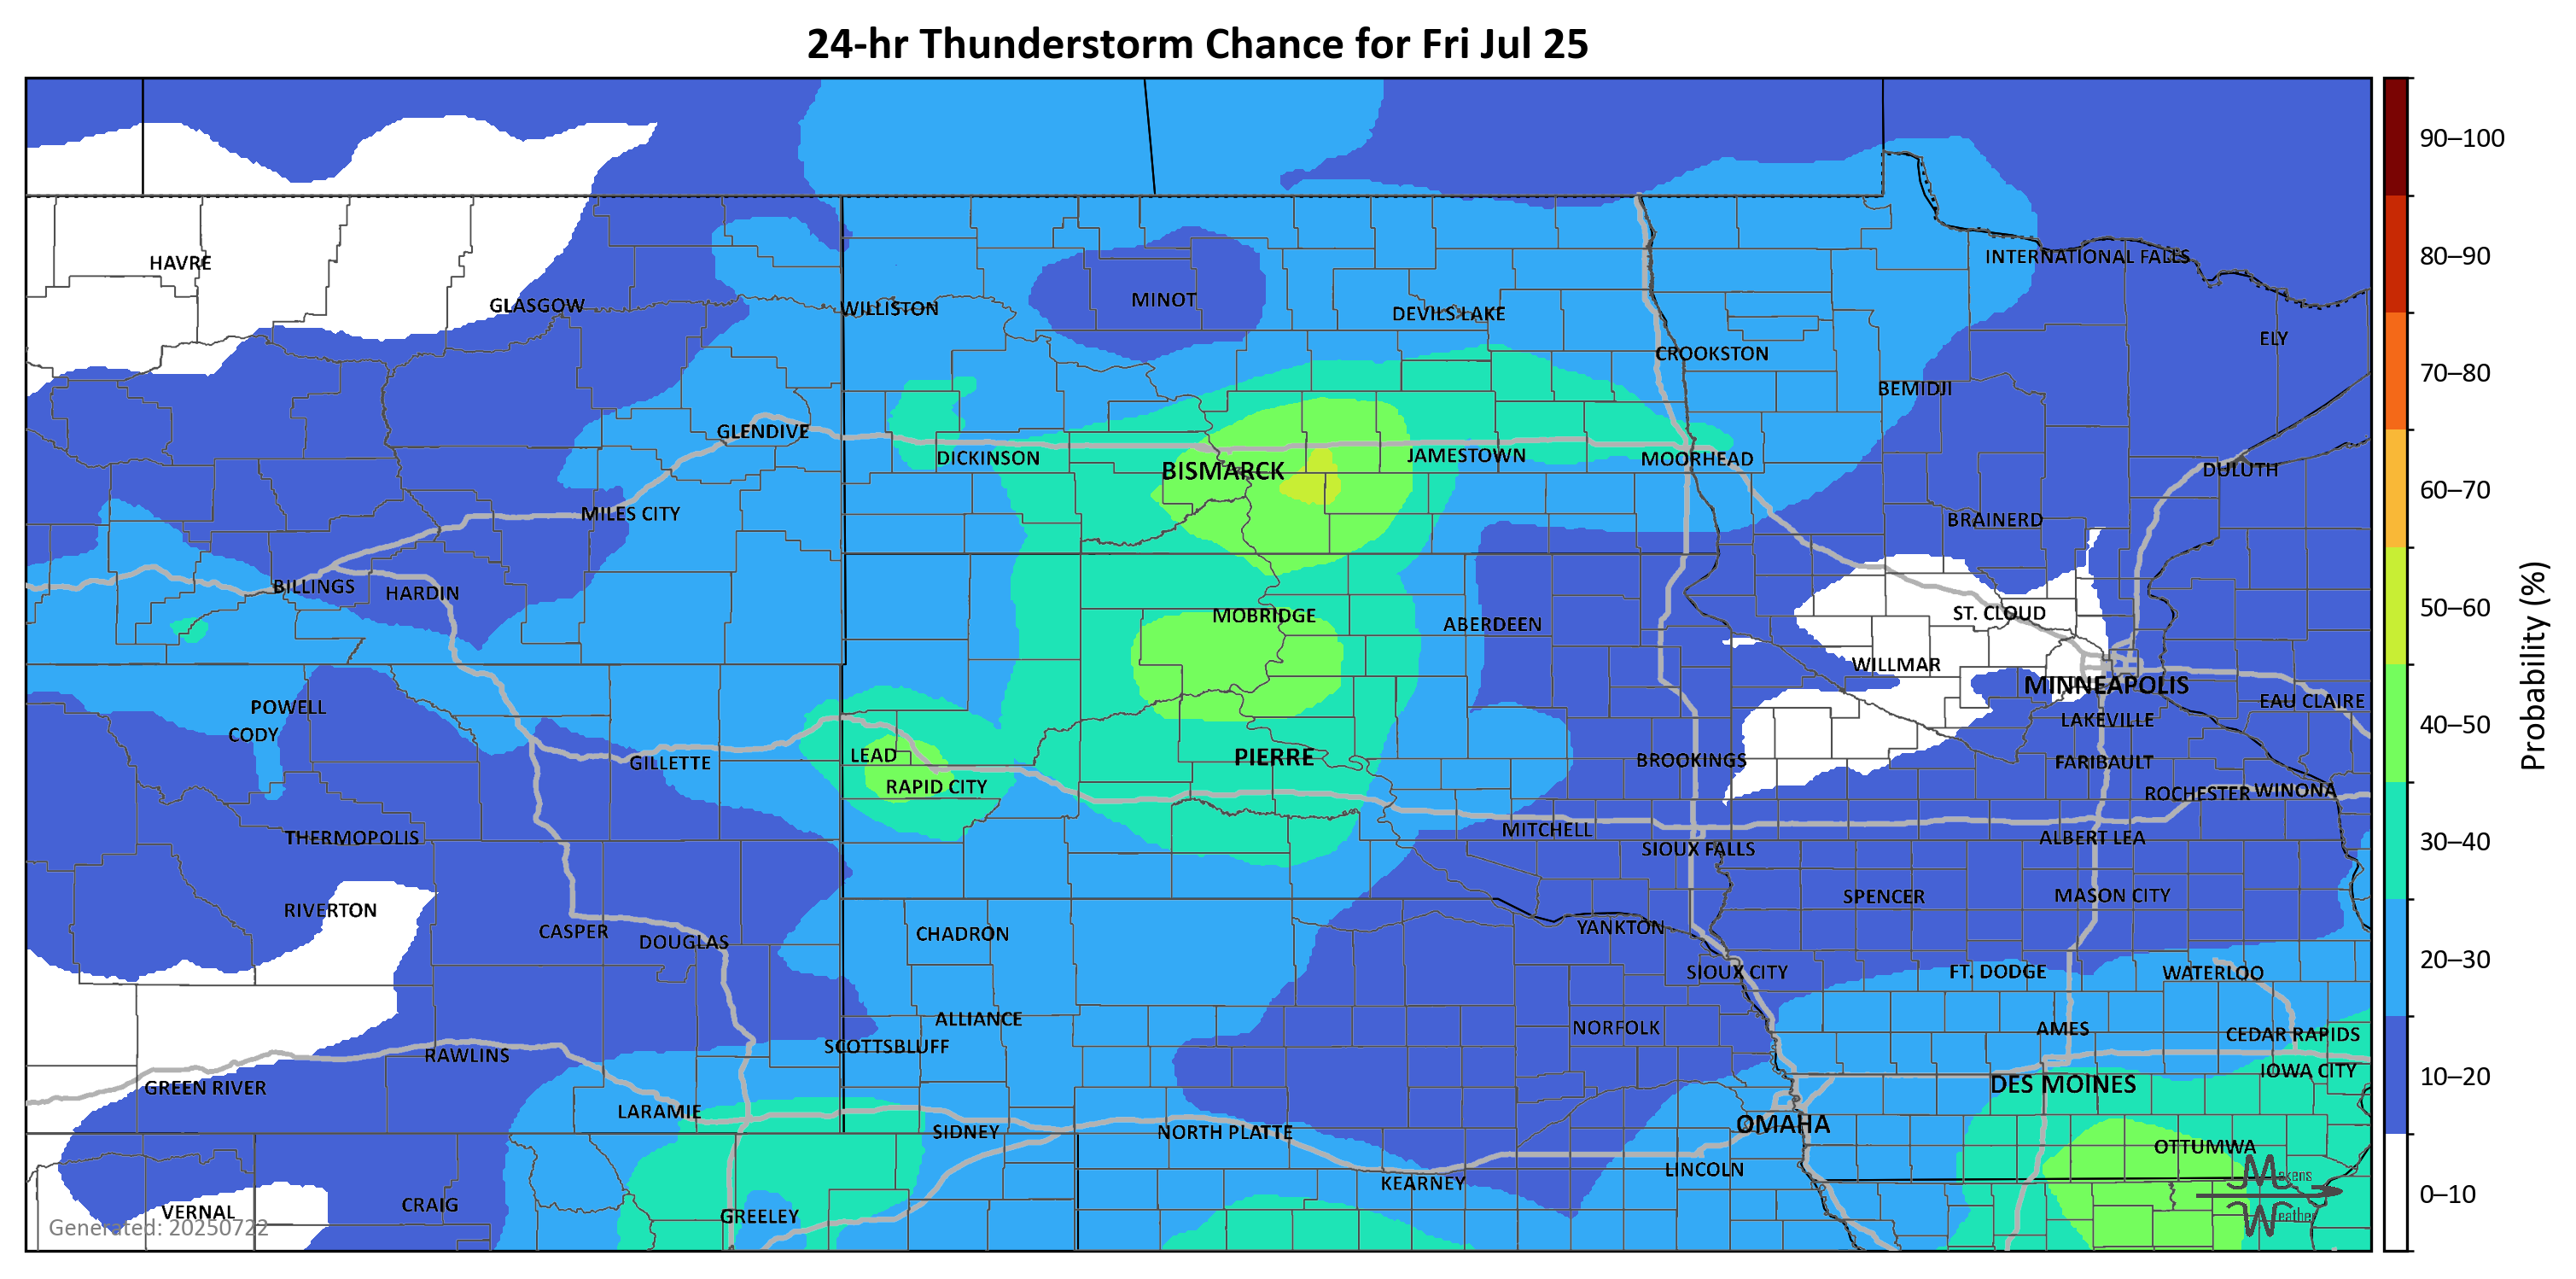 24-hr Thunderstorm Chance for Fri Jul 25
90–100
80–90
70–80
60–70
50–60
40–50
30–40
20–30
10–20
0–10
Probability (%)
HAVRE
INTERNATIONAL FALLS
GLASGOW
WILLISTON
MINOT
DEVILS LAKE
ELY
CROOKSTON
BEMIDJI
GLENDIVE
DICKINSON
BISMARCK
JAMESTOWN
MOORHEAD
DULUTH
MILES CITY
BRAINERD
BILLINGS
HARDIN
MOBRIDGE
ABERDEEN
ST. CLOUD
WILLMAR
MINNEAPOLIS
POWELL
CODY
EAU CLAIRE
LAKEVILLE
GILLETTE
LEAD
PIERRE
BROOKINGS
FARIBAULT
RAPID CITY
ROCHESTER
WINONA
THERMOPOLIS
MITCHELL
SIOUX FALLS
ALBERT LEA
RIVERTON
SPENCER
MASON CITY
CASPER
DOUGLAS
CHADRON
YANKTON
SIOUX CITY
FT. DODGE
WATERLOO
ALLIANCE
NORFOLK
AMES
CEDAR RAPIDS
RAWLINS
SCOTTSBLUFF
GREEN RIVER
DES MOINES
IOWA CITY
LARAMIE
SIDNEY
NORTH PLATTE
OMAHA
OTTUMWA
LINCOLN
KEARNEY
VERNAL
CRAIG
GREELEY
Makens
Weather
Generated: 20250722